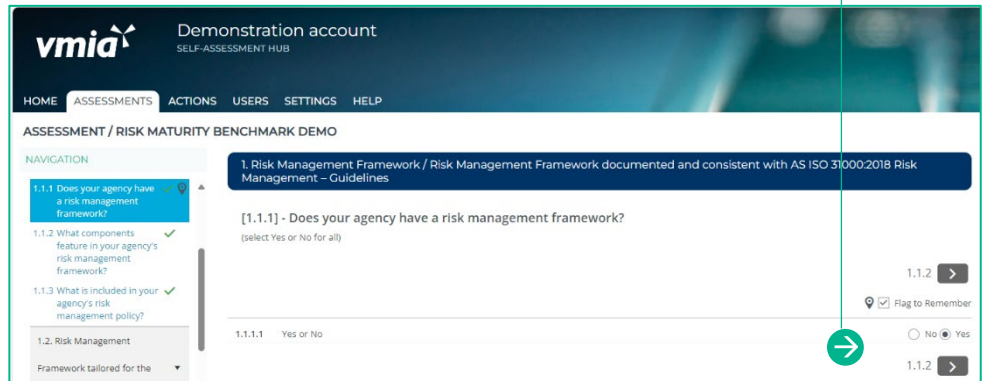 vmia
Demonstration account
SELF-ASSESSMENT HUB
HOME ASSESSMENTS ACTIONS USERS SETTINGS HELP
ASSESSMENT / RISK MATURITY BENCHMARK DEMO
NAVIGATION
1.1.1 Does your agency have
a risk management
framework?
1.1.2 What components
feature in your agency's
risk management
framework?
1.1.3 What is included in your
agency's risk
management policy?
1.2. Risk Management
Framework tailored for the
1. Risk Management Framework / Risk Management Framework documented and consistent with AS ISO 31000:2018 Risk
Management – Guidelines
[1.1.1] - Does your agency have a risk management framework?
(select Yes or No for all)
1.1.2
Flag to Remember
1.1.1.1 Yes or No No Yes
1.1.2